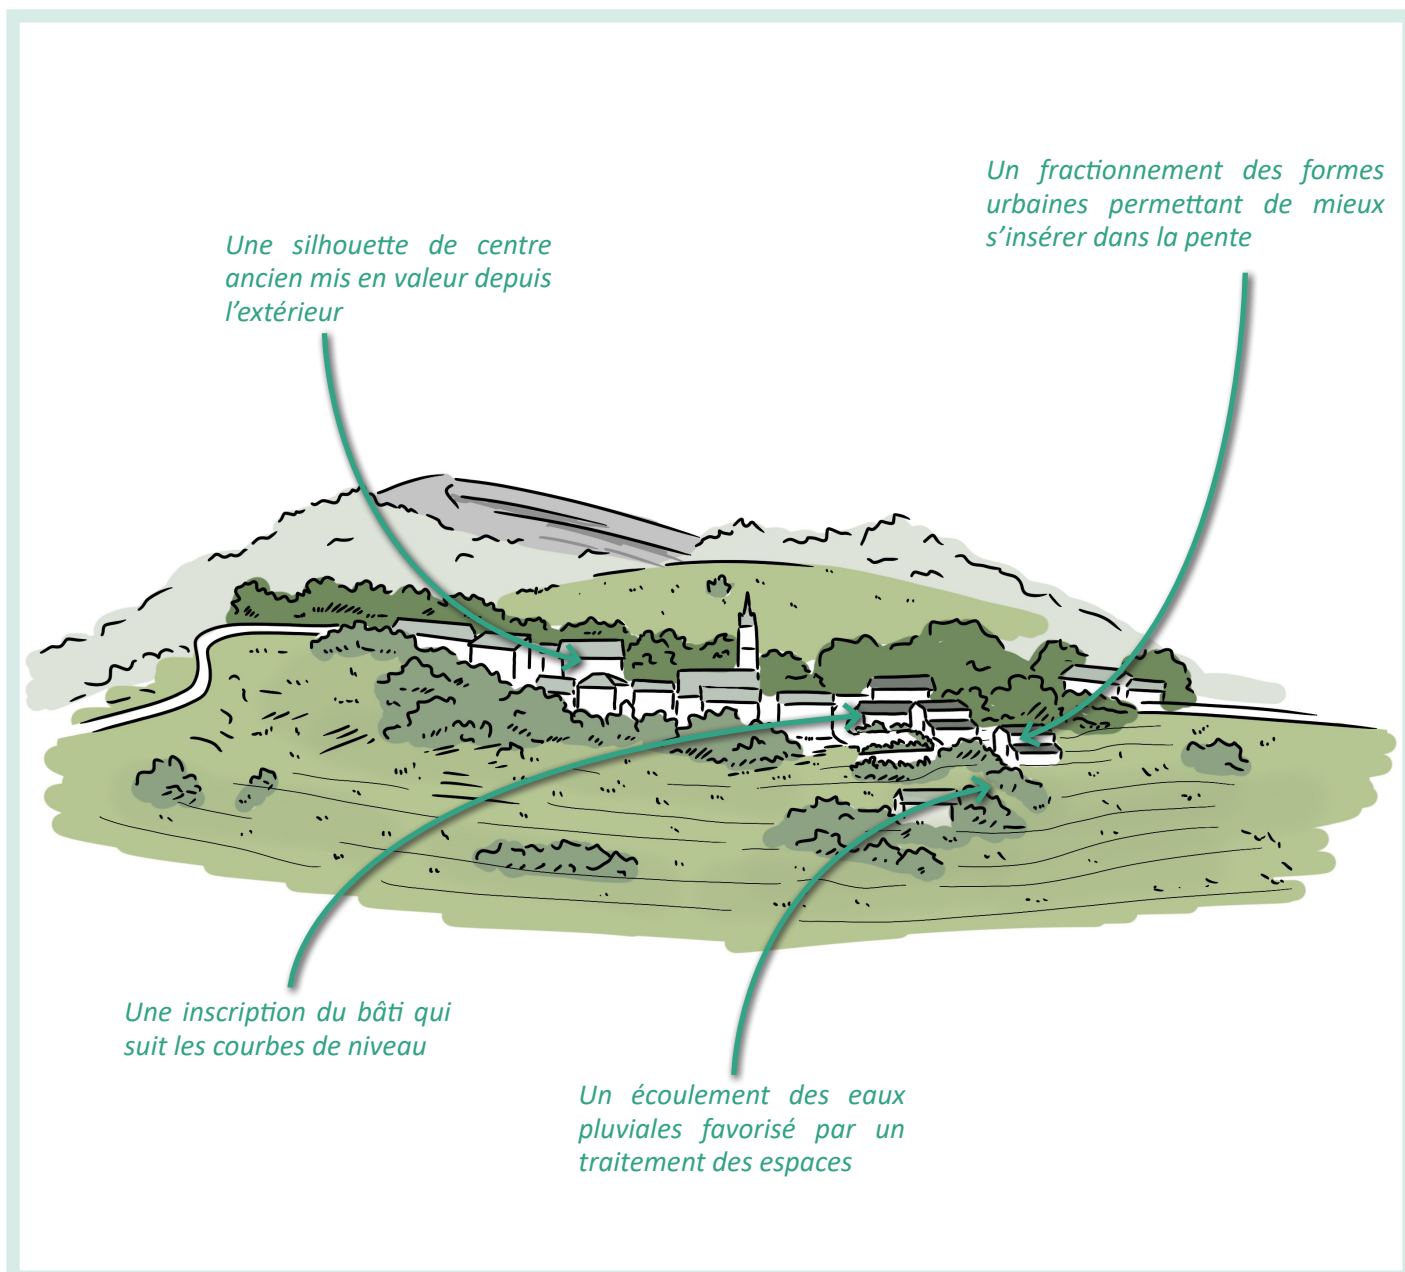 Un fractionnement des formes
urbaines permettant de mieux
s’insérer dans la pente
Une silhouette de centre
ancien mis en valeur depuis
l’extérieur
Une inscription du bâti qui
suit les courbes de niveau
Un écoulement des eaux
pluviales favorisé par un
traitement des espaces